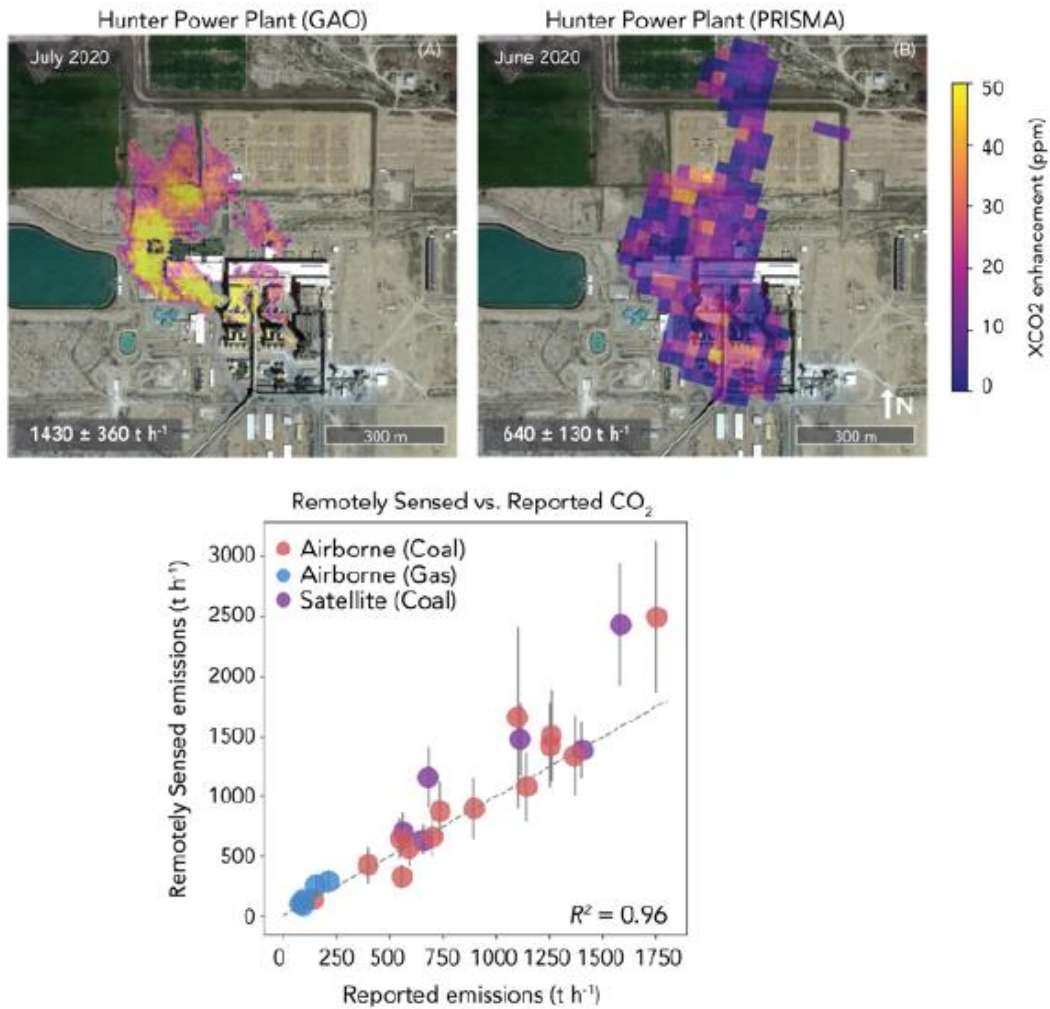 Hunter Power Plant (GAO)
Hunter Power Plant (PRISMA)
July 2020
(A)
June 2020
(B)
1430 ± 360 t h⁻¹
300 m
640 ± 130 t h⁻¹
N
300 m
50
40
30
20
10
0
XCO2 enhancement (ppm)
Remotely Sensed vs. Reported CO₂
Airborne (Coal)
Airborne (Gas)
Satellite (Coal)
3000
2500
2000
1500
1000
500
0
Remotely Sensed emissions (t h⁻¹)
R² = 0.96
0 250 500 750 1000 1250 1500 1750
Reported emissions (t h⁻¹)